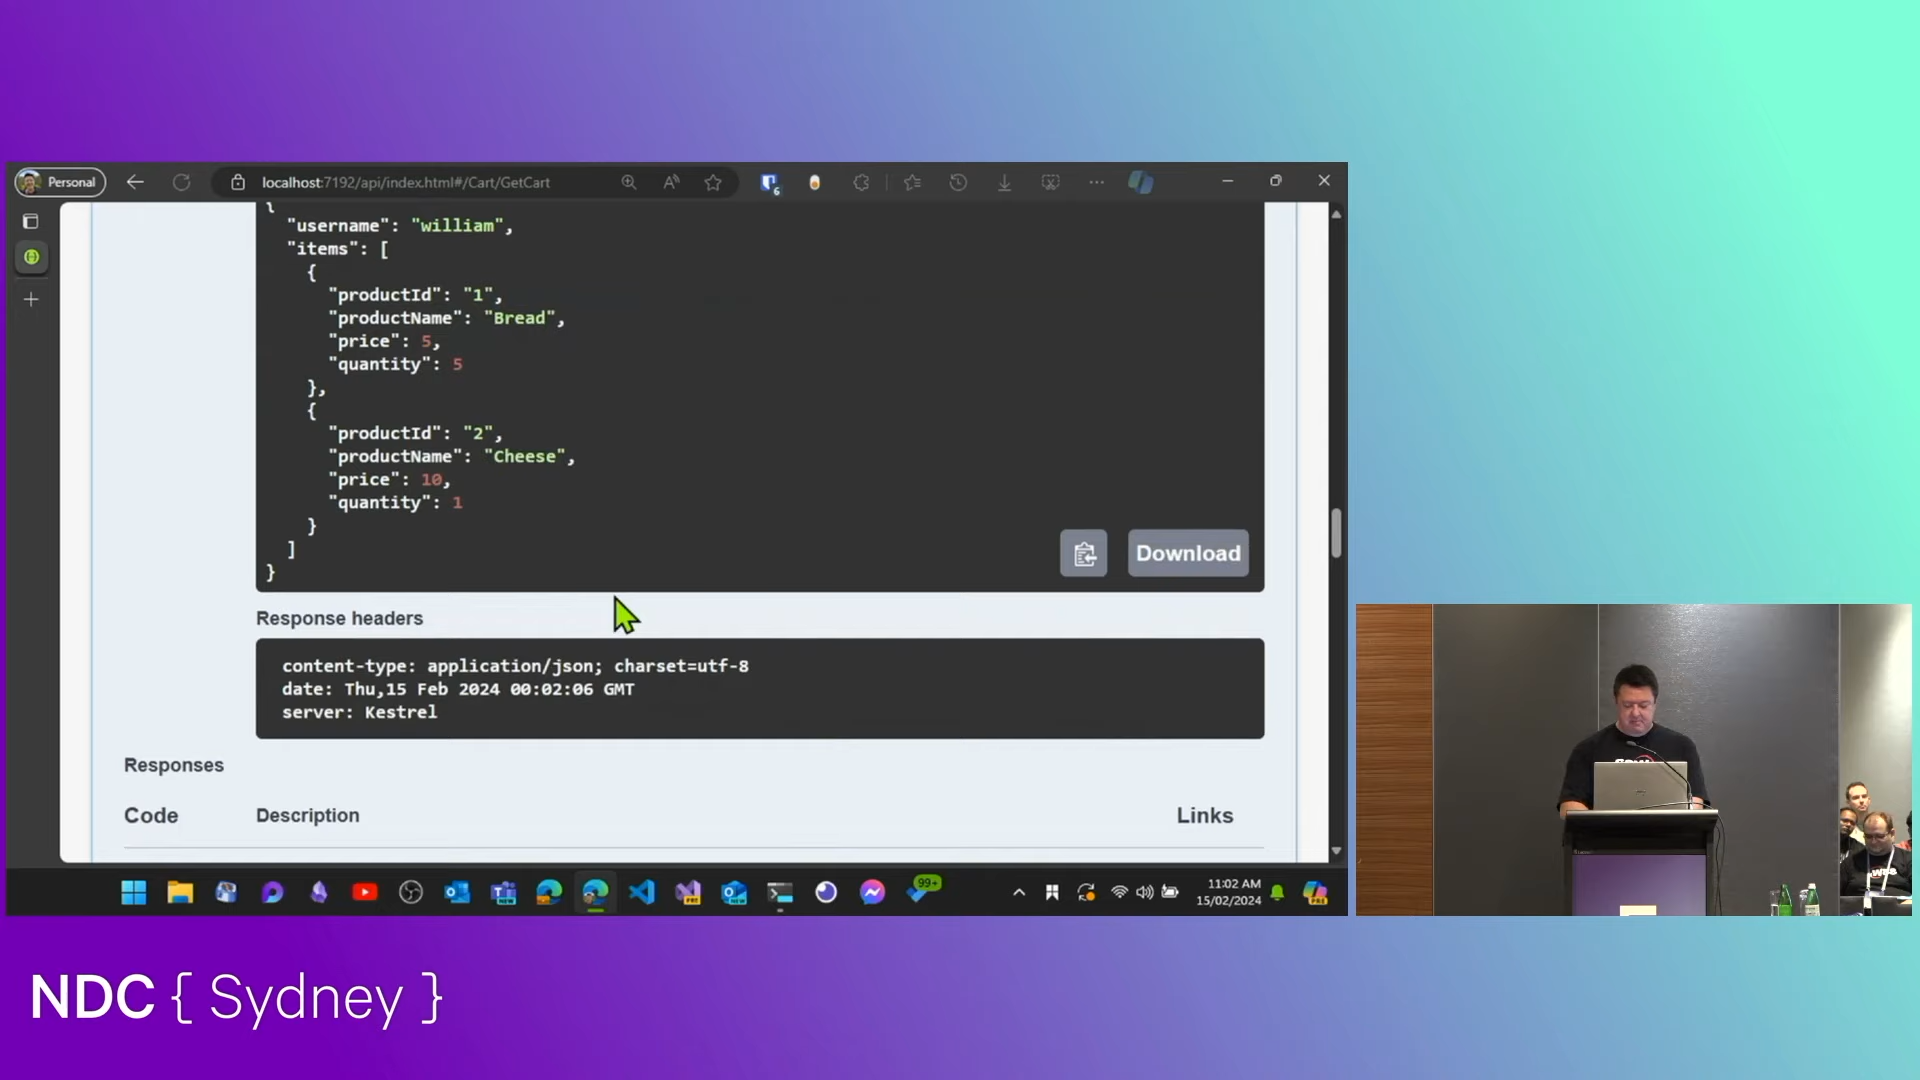 Personal
localhost:7192/api/index.html#/Cart/GetCart
6
{
"username": "william",
"items": [
{
"productId": "1",
"productName": "Bread",
"price": 5,
"quantity": 5
},
{
"productId": "2",
"productName": "Cheese",
"price": 10,
"quantity": 1
}
]
}
Download
Response headers
content-type: application/json; charset=utf-8
date: Thu,15 Feb 2024 00:02:06 GMT
server: Kestrel
Responses
Code Description Links
99+
11:02 AM
15/02/2024
NDC { Sydney }